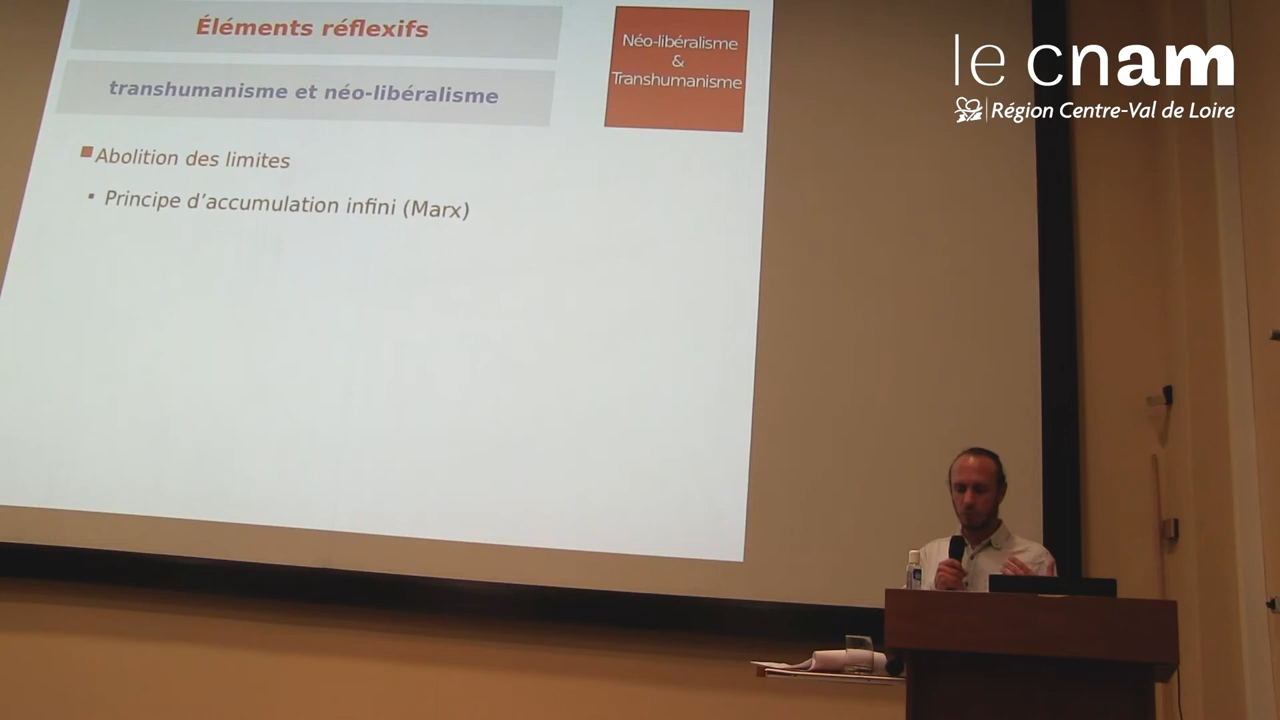 Éléments réflexifs
transhumanisme et néo-libéralisme
Néo-libéralisme
&
Transhumanisme
Abolition des limites
Principe d’accumulation infini (Marx)
le cnam
Région Centre-Val de Loire